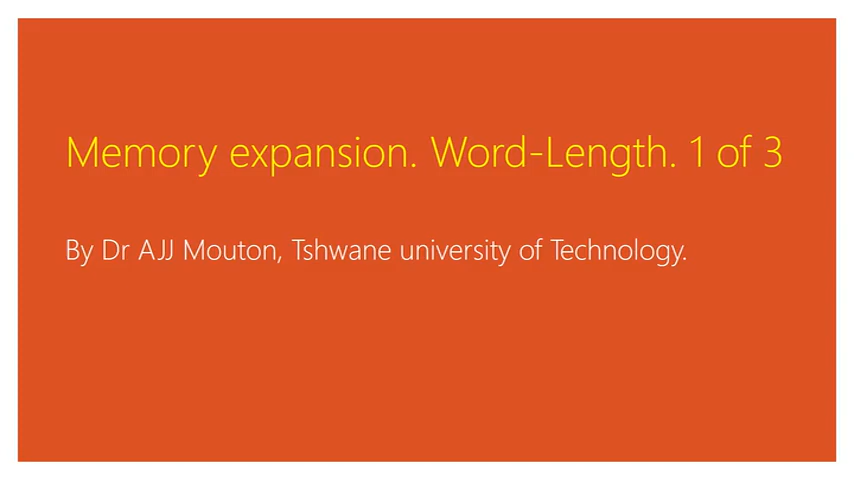 Memory expansion. Word-Length. 1 of 3
By Dr AJJ Mouton, Tshwane university of Technology.